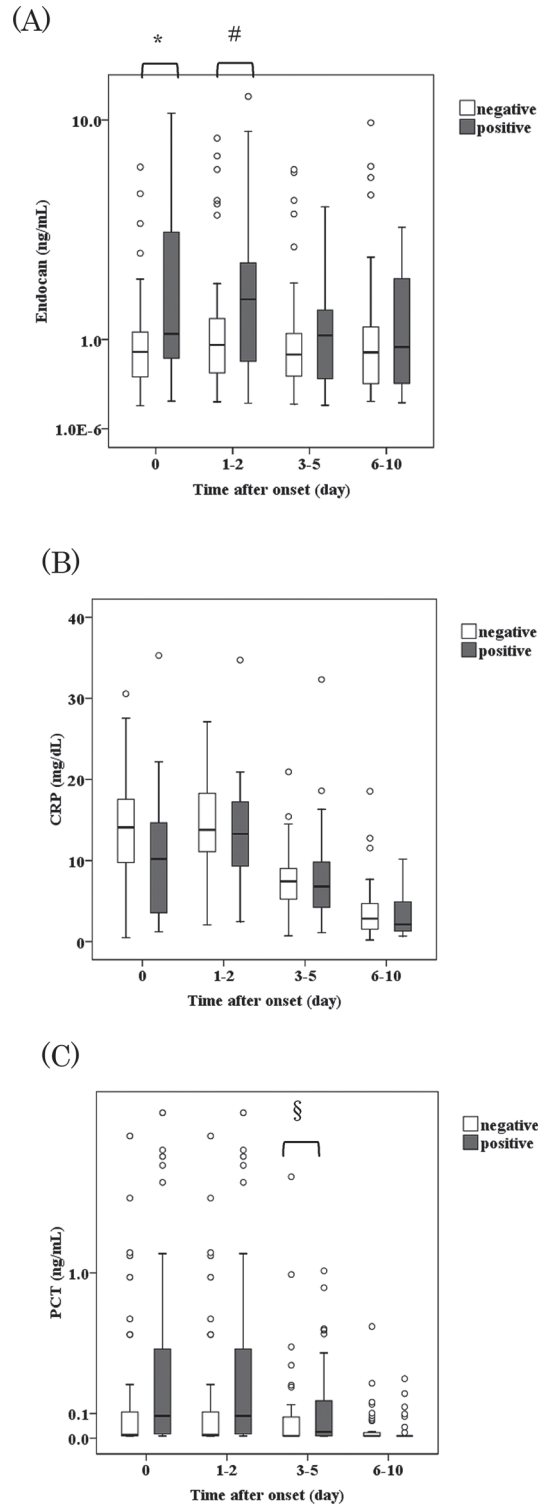 (A)
* #
negative
positive
10.0
1.0
1.0E-6
Endocan (ng/mL)
0 1-2 3-5 6-10
Time after onset (day)
(B)
negative
positive
40
30
20
10
0
CRP (mg/dL)
0 1-2 3-5 6-10
Time after onset (day)
(C)
§
negative
positive
1.0
0.1
0.0
PCT (ng/mL)
0 1-2 3-5 6-10
Time after onset (day)